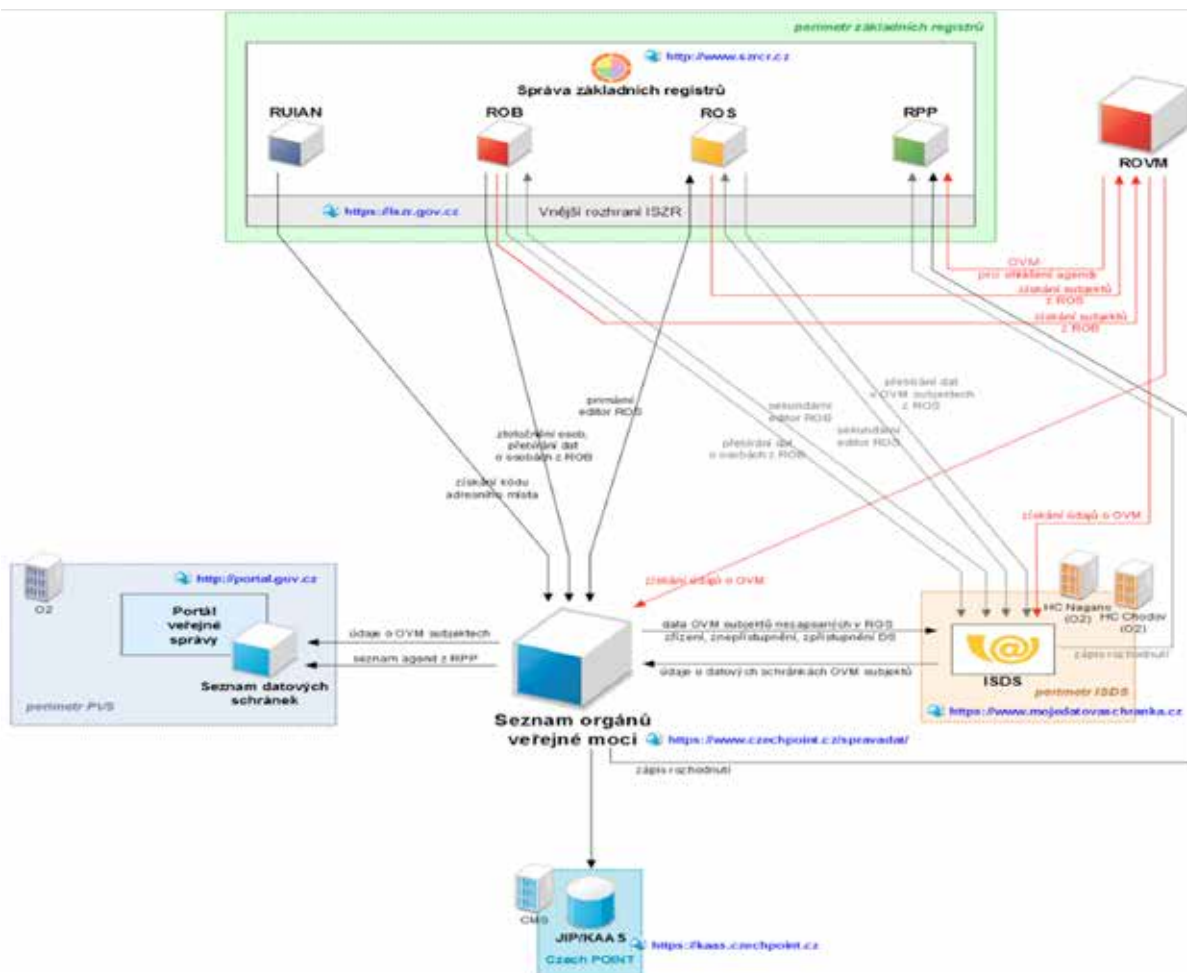 perimetr základních registrů
http://www.szrcr.cz
Správa základních registrů
RUIAN
ROB
ROS
RPP
ROVM
https://iszr.gov.cz
Vnější rozhraní ISZR
OVM
pro ohlášení agend
získání subjektů
z ROS
získání subjektů
z ROB
přebírání dat
o OVM subjektech
z ROS
primární
editor ROS
sekundární
editor ROB
sekundární
editor ROS
ztotožnění osob,
přebírání dat
o osobách z ROB
přebírání dat
o osobách z ROB
získání kódu
adresního místa
získání údajů o OVM
O2
http://portal.gov.cz
Portál
veřejné
správy
Seznam datových
schránek
perimetr PVS
údaje o OVM subjektech
seznam agend z RPP
získání údajů o OVM
data OVM subjektů nezapsaných v ROS
zřízení, znepřístupnění, zpřístupnění DS
údaje o datových schránkách OVM subjektů
HC Nagano
(O2)
HC Chodov
(O2)
zápis rozhodnutí
ISDS
perimetr ISDS
https://www.mojedatovaschranka.cz
Seznam orgánů
veřejné moci
https://www.czechpoint.cz/spravadat/
zápis rozhodnutí
CMS
JIP/KAAS
Czech POINT
https://kaas.czechpoint.cz